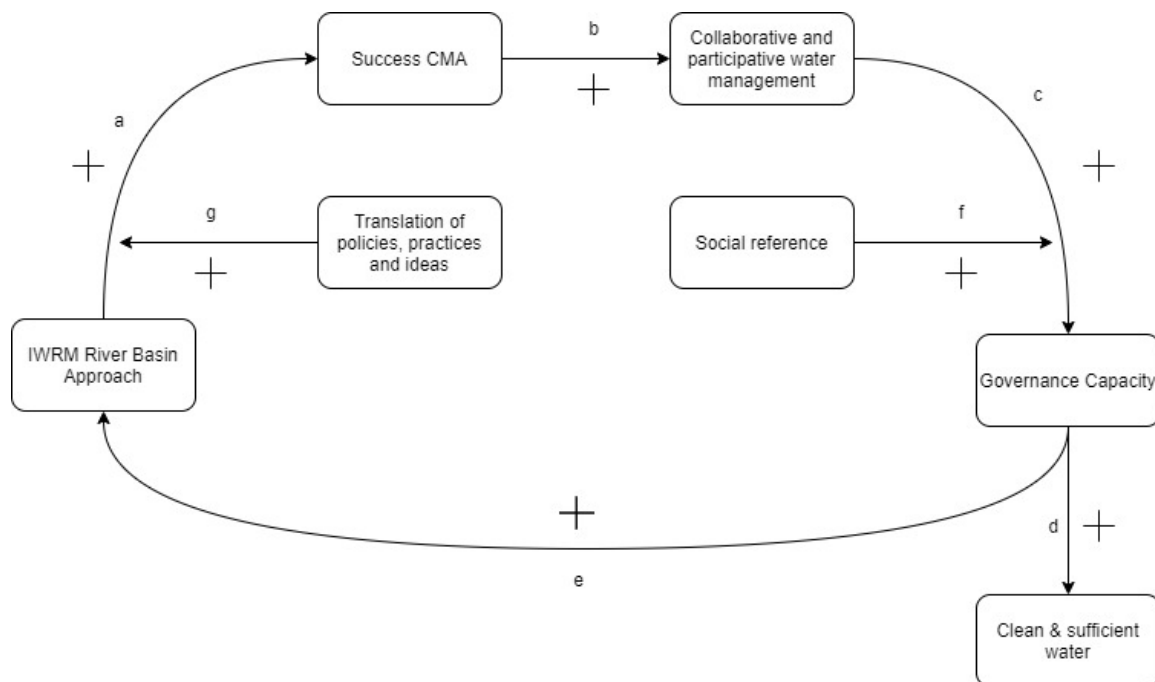 b
Success CMA
Collaborative and
participative water
management
+
a
c
+
+
g
f
Translation of
policies, practices
and ideas
Social reference
+
+
IWRM River Basin
Approach
Governance Capacity
+
d
+
e
Clean & sufficient
water